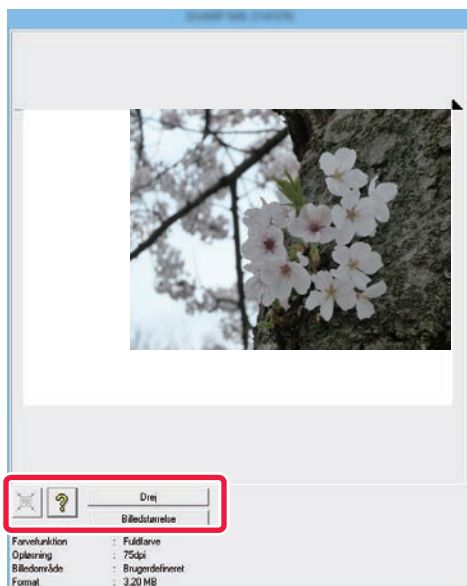 ?
Drej
Billedstørrelse
Farvefunktion : Fuldfarve
Opløsning : 75dpi
Billedområde : Brugerdefineret
Format : 3.20 MB